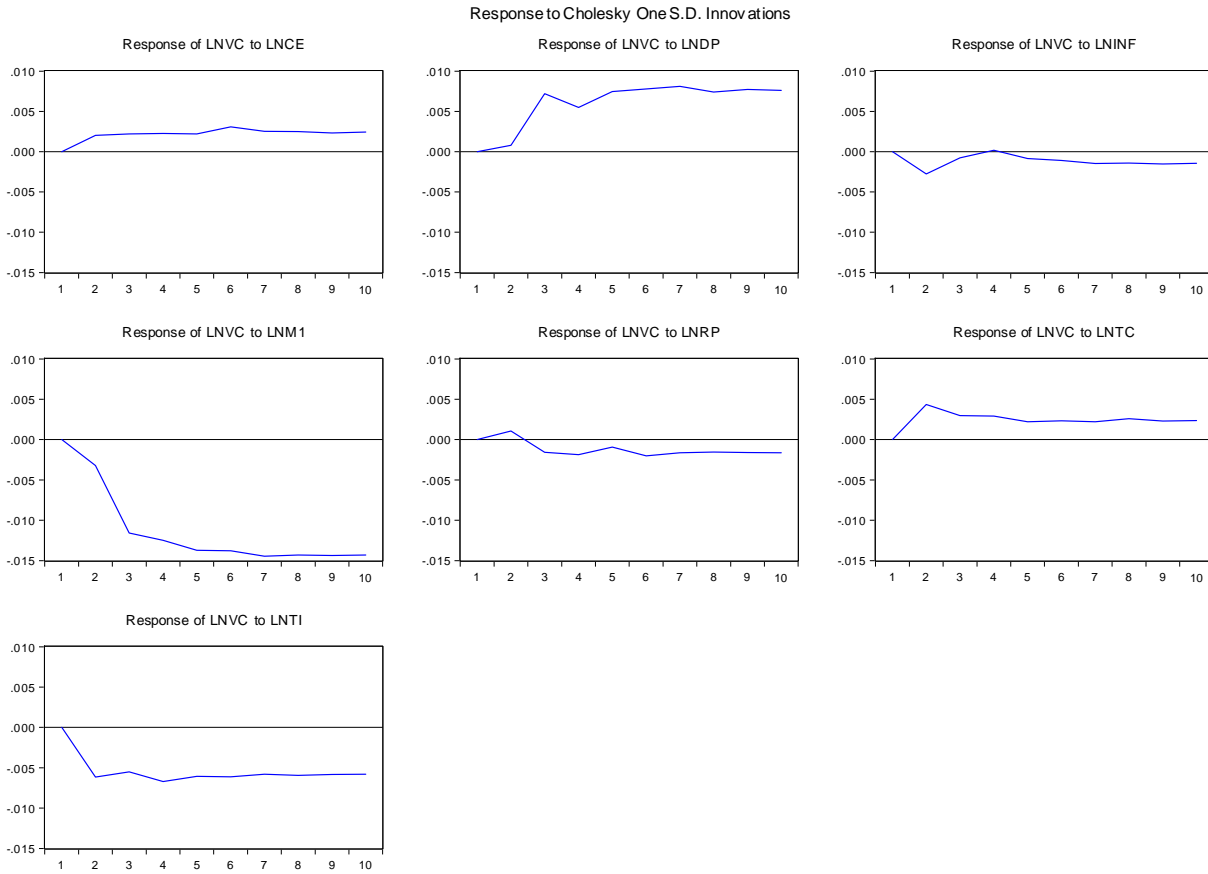 Response to Cholesky One S.D. Innovations
Response of LNVC to LNCE
.010
.005
.000
-.005
-.010
-.015
1 2 3 4 5 6 7 8 9 10
Response of LNVC to LNDP
.010
.005
.000
-.005
-.010
-.015
1 2 3 4 5 6 7 8 9 10
Response of LNVC to LNINF
.010
.005
.000
-.005
-.010
-.015
1 2 3 4 5 6 7 8 9 10
Response of LNVC to LNM1
.010
.005
.000
-.005
-.010
-.015
1 2 3 4 5 6 7 8 9 10
Response of LNVC to LNRP
.010
.005
.000
-.005
-.010
-.015
1 2 3 4 5 6 7 8 9 10
Response of LNVC to LNTC
.010
.005
.000
-.005
-.010
-.015
1 2 3 4 5 6 7 8 9 10
Response of LNVC to LNTI
.010
.005
.000
-.005
-.010
-.015
1 2 3 4 5 6 7 8 9 10